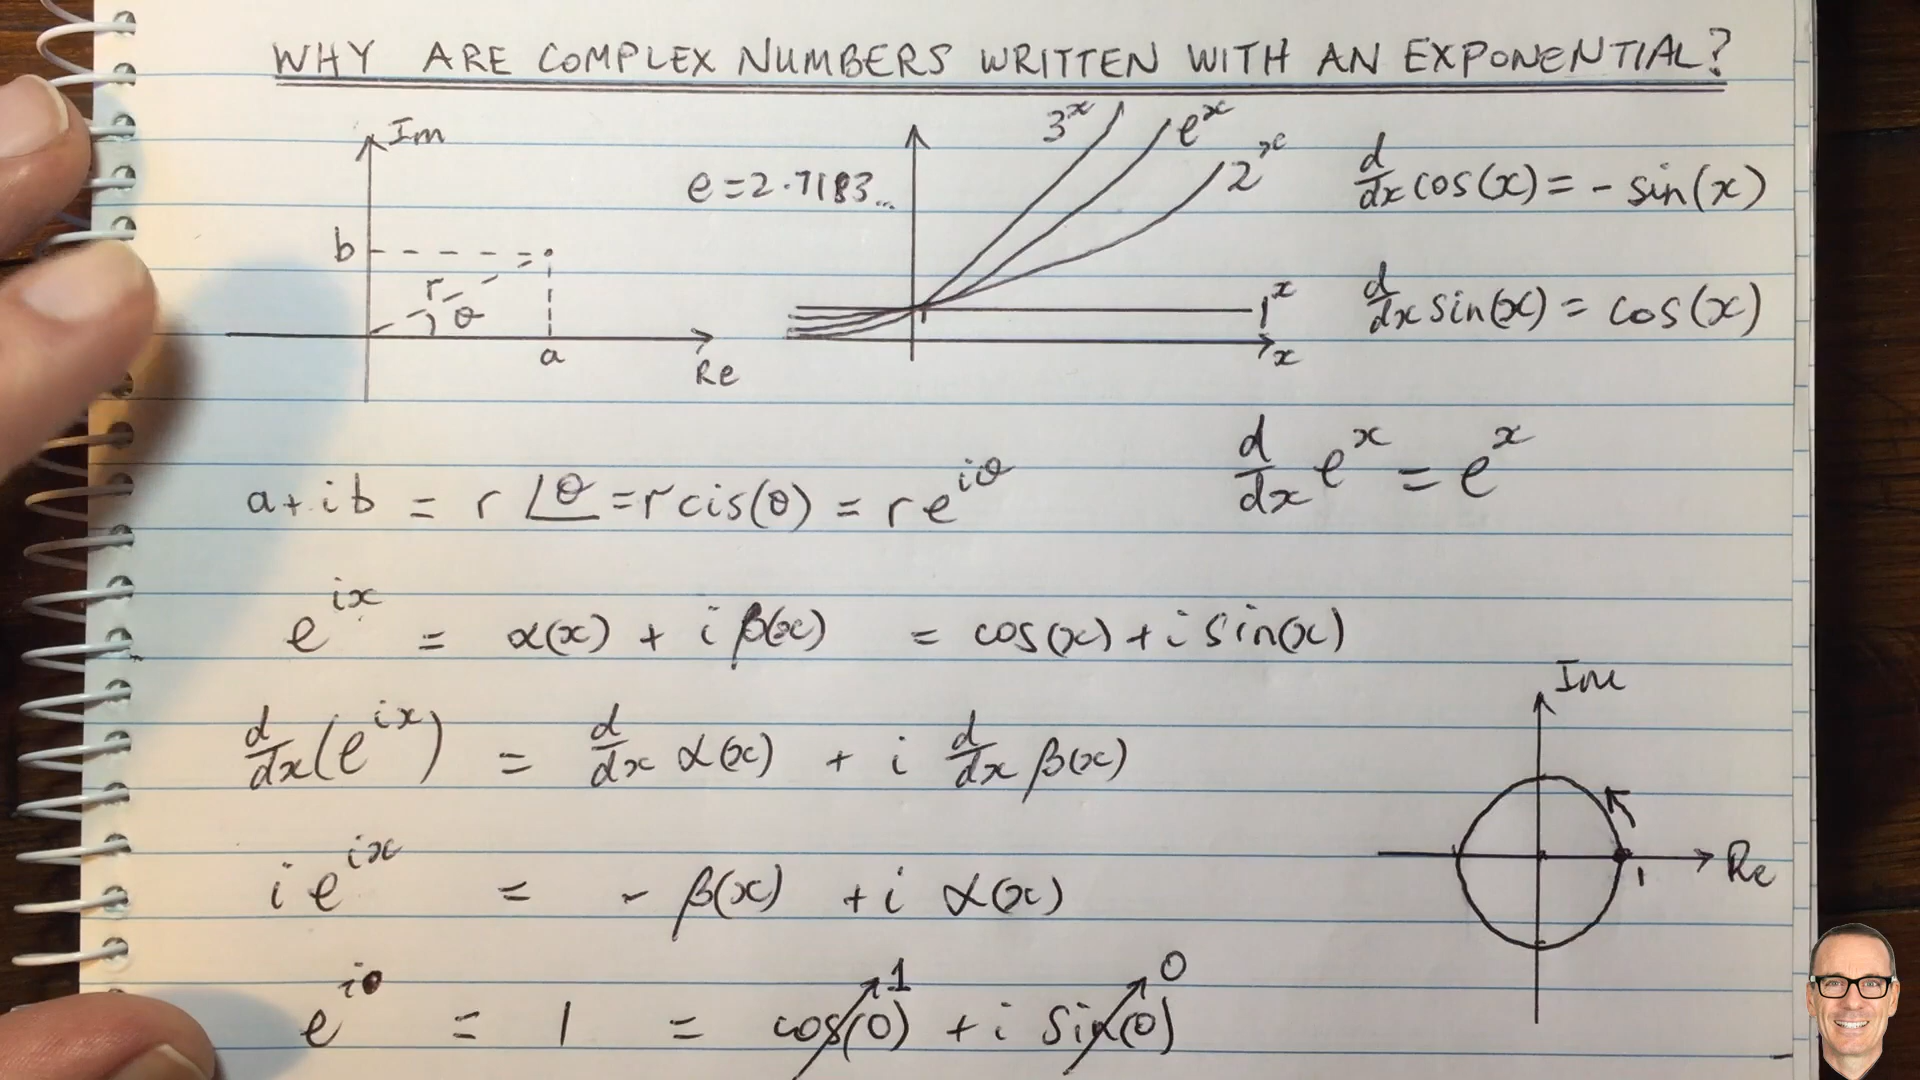 WHY ARE COMPLEX NUMBERS WRITTEN WITH AN EXPONENTIAL?
Im
b
r
θ
a
Re
e = 2.7183...
3^x
e^x
2^x
1^x
1
x
d/dx cos(x) = - sin(x)
d/dx sin(x) = cos(x)
d/dx e^x = e^x
a + ib = r ∠θ = r cis(θ) = r e^{iθ}
e^{ix} = α(x) + i β(x) = cos(x) + i sin(x)
d/dx (e^{ix}) = d/dx α(x) + i d/dx β(x)
i e^{ix} = - β(x) + i α(x)
e^{i0} = 1 = cos(0) 1 + i sin(0) 0
Im
Re
1